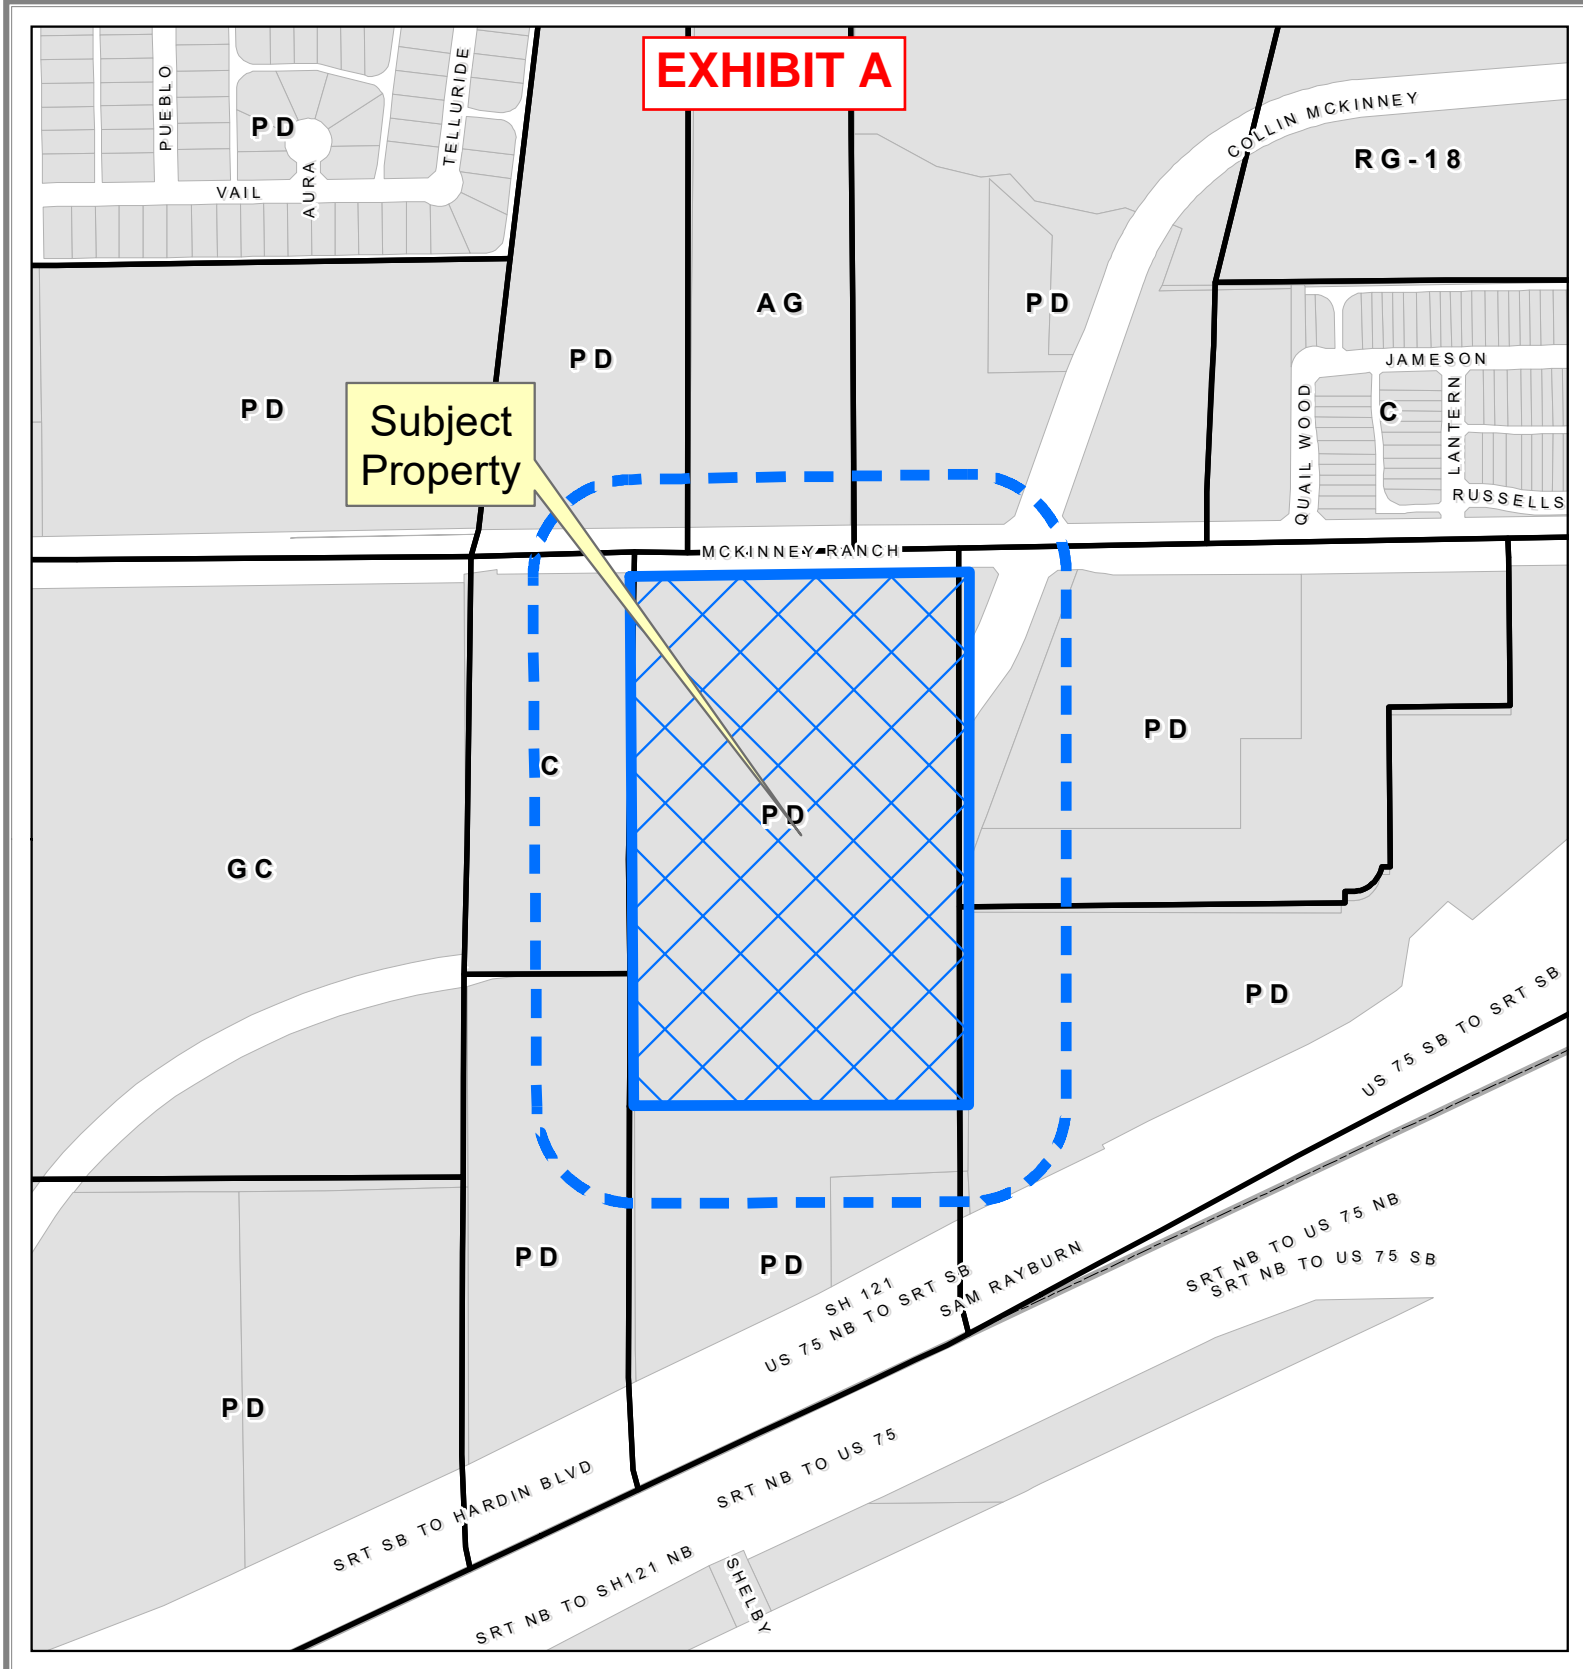 EXHIBIT A
PUEBLO
TELLURIDE
PD
VAIL
AURA
COLLIN MCKINNEY
RG-18
AG
PD
PD
PD
JAMESON
QUAIL WOOD
C
LANTERN
RUSSELLS
Subject
Property
MCKINNEY RANCH
C
PD
PD
GC
PD
US 75 SB TO SRT SB
PD
PD
SH 121
US 75 NB TO SRT SB
SAM RAYBURN
SRT NB TO US 75 NB
SRT NB TO US 75 SB
PD
SRT SB TO HARDIN BLVD
SRT NB TO US 75
SRT NB TO SH121 NB
SHELBY